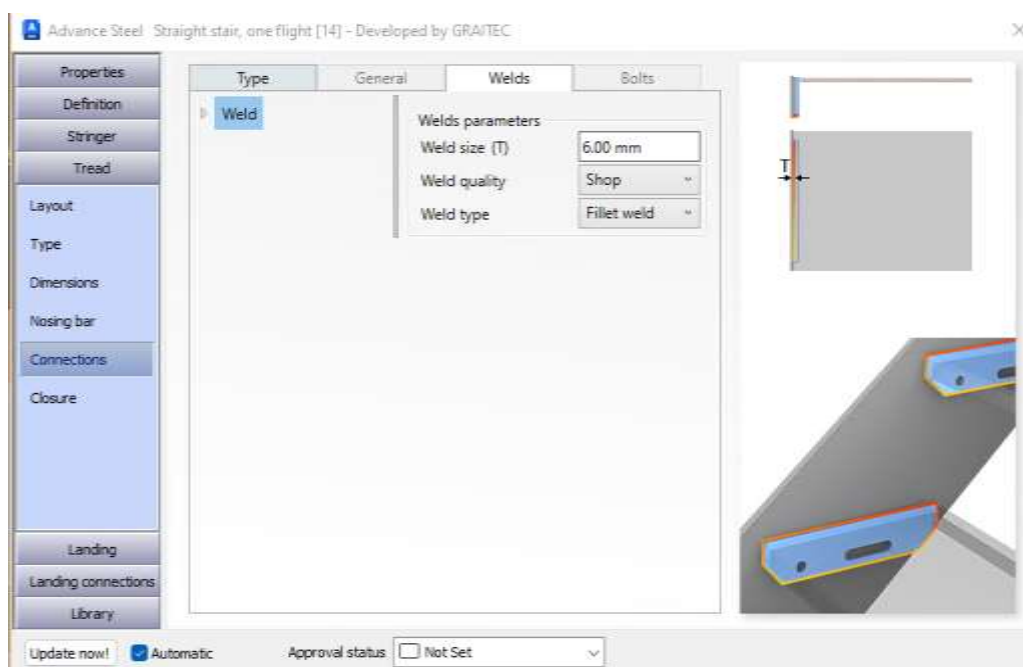 Advance Steel Straight stair, one flight [14] - Developed by GRAITEC
Properties
Definition
Stringer
Tread
Layout
Type
Dimensions
Nosing bar
Connections
Closure
Landing
Landing connections
Library
Type General Welds Bolts
Weld
Welds parameters
Weld size (T) 6.00 mm
Weld quality Shop
Weld type Fillet weld
T
Update now! Automatic Approval status Not Set